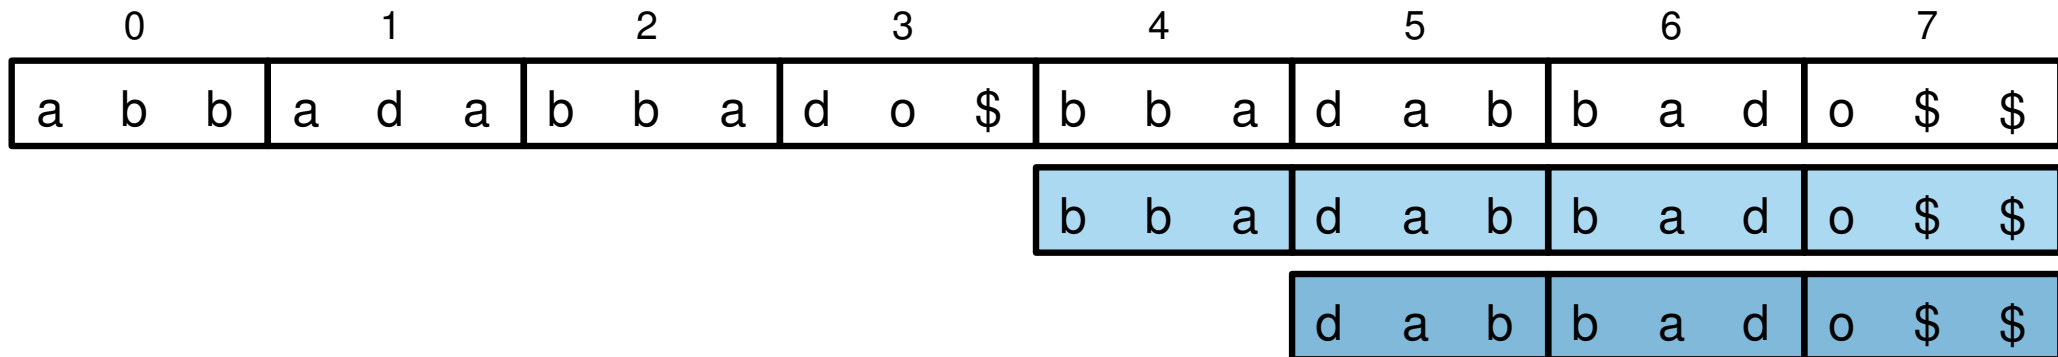 0 1 2 3 4 5 6 7
a b b a d a b b a d o $ b b a d a b b a d o $ $
b b a d a b b a d o $ $
d a b b a d o $ $